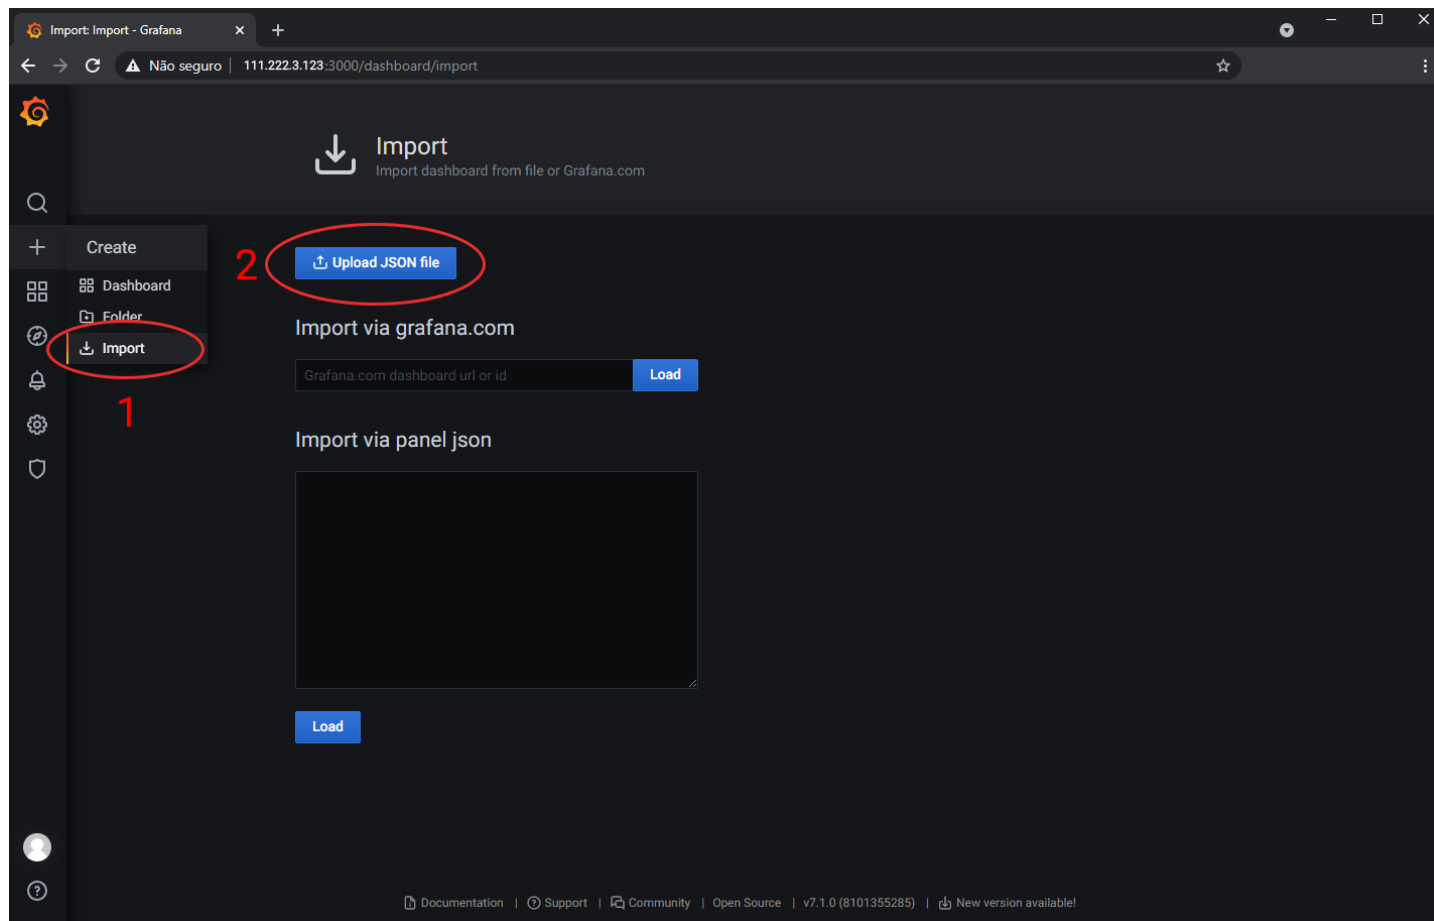 Import: Import - Grafana
Não seguro | 111.222.3.123:3000/dashboard/import
Import
Import dashboard from file or Grafana.com
Create
Dashboard
Folder
Import
1
2
Upload JSON file
Import via grafana.com
Grafana.com dashboard url or id
Load
Import via panel json
Load
Documentation | Support | Community | Open Source | v7.1.0 (8101355285) | New version available!